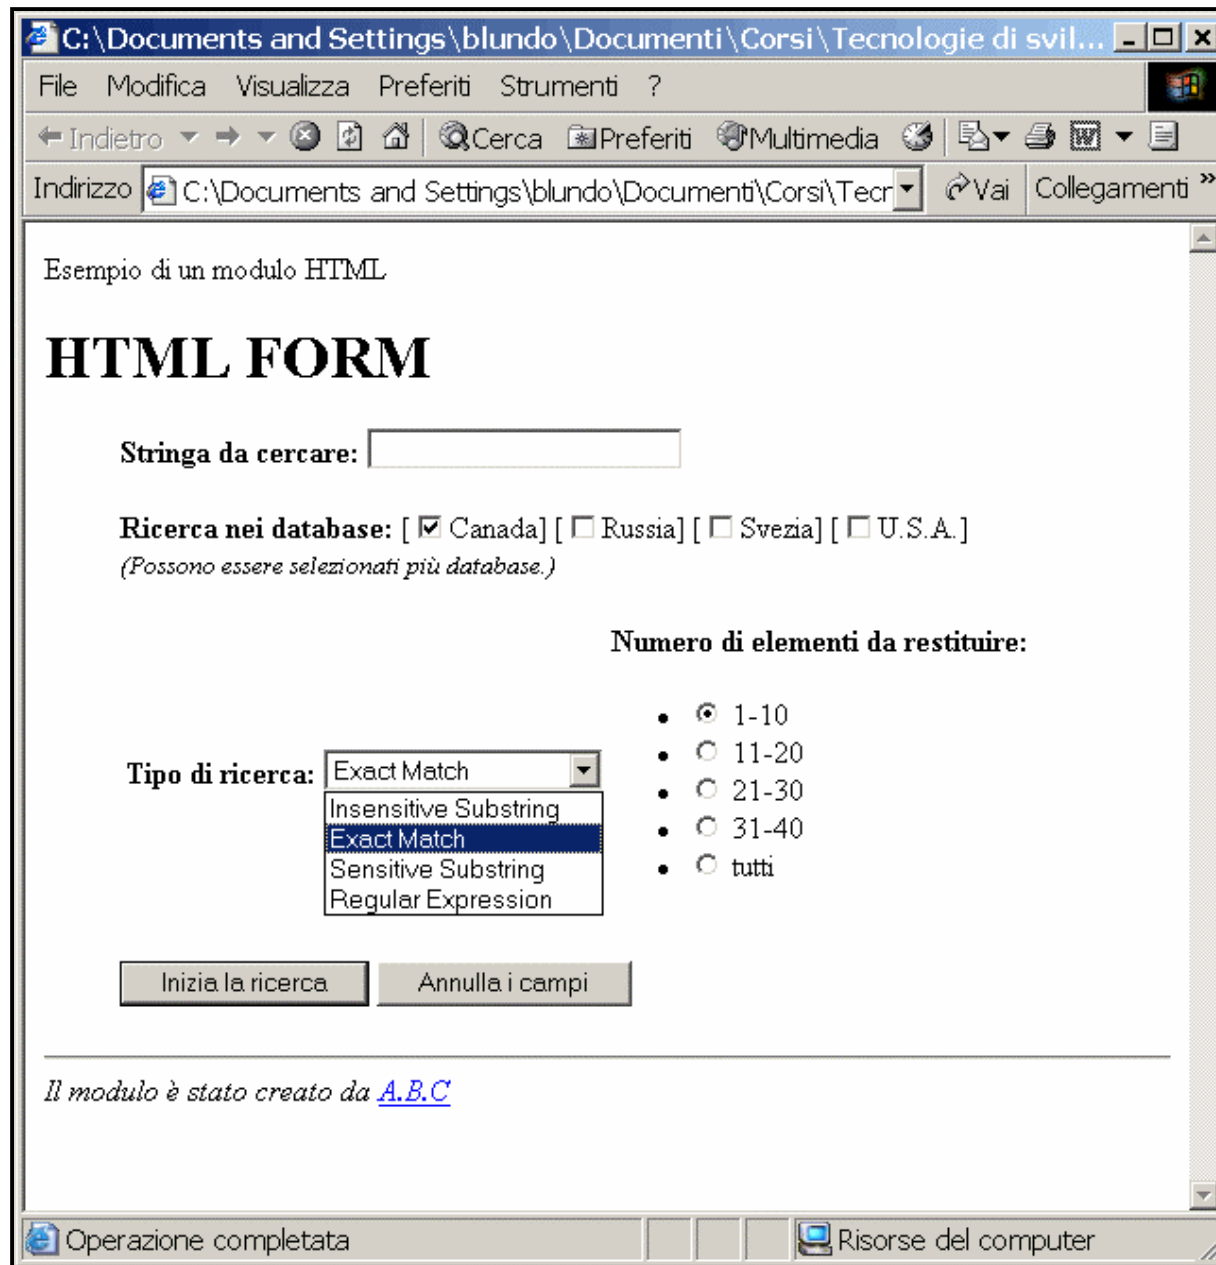 C:\Documents and Settings\blundo\Documenti\Corsi\Tecnologie di svil...
File Modifica Visualizza Preferiti Strumenti ?
Indietro Cerca Preferiti Multimedia
Indirizzo C:\Documents and Settings\blundo\Documenti\Corsi\Tecr Vai Collegamenti »
Esempio di un modulo HTML
HTML FORM
Stringa da cercare:
Ricerca nei database: [ Canada] [ Russia] [ Svezia] [ U.S.A.]
(Possono essere selezionati più database.)
Numero di elementi da restituire:
1-10
11-20
21-30
31-40
tutti
Tipo di ricerca: Exact Match
Insensitive Substring
Exact Match
Sensitive Substring
Regular Expression
Inizia la ricerca Annulla i campi
Il modulo è stato creato da A.B.C
Operazione completata Risorse del computer